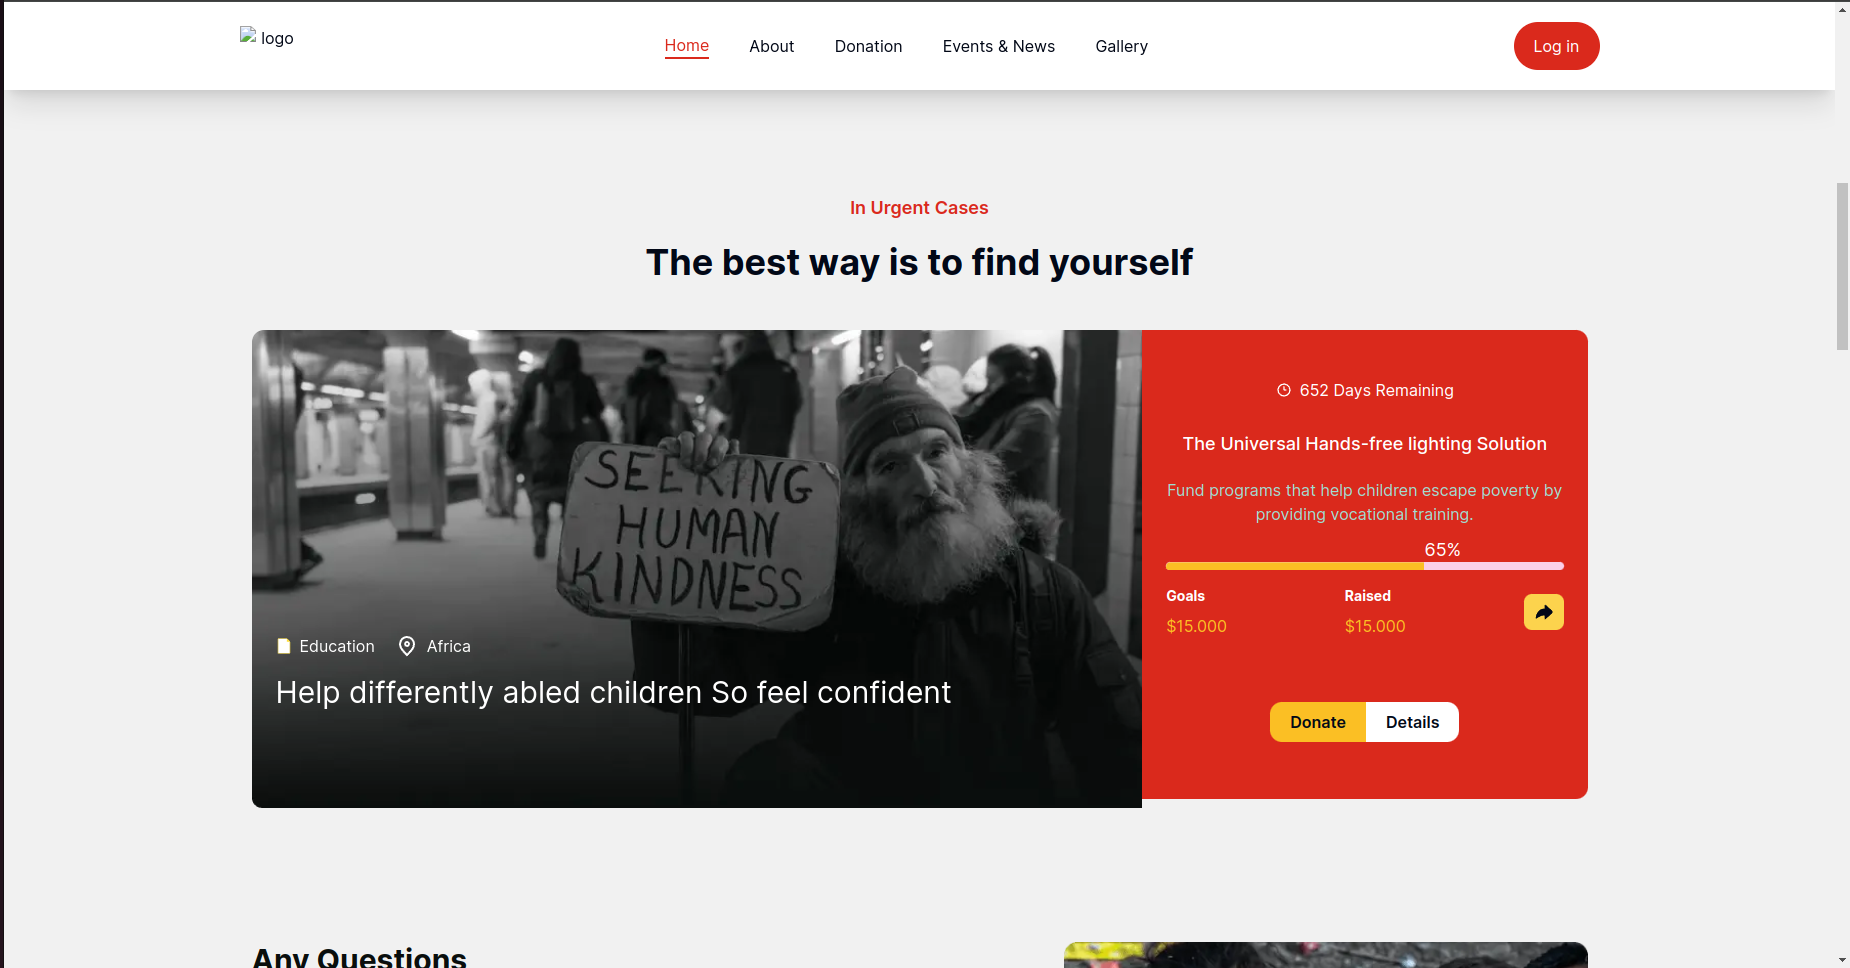 logo
Home
About
Donation
Events & News
Gallery
Log in
In Urgent Cases
The best way is to find yourself
SEEKING
HUMAN
KINDNESS
Education
Africa
Help differently abled children So feel confident
652 Days Remaining
The Universal Hands-free lighting Solution
Fund programs that help children escape poverty by
providing vocational training.
65%
Goals
Raised
$15.000
$15.000
Donate
Details
Any Questions